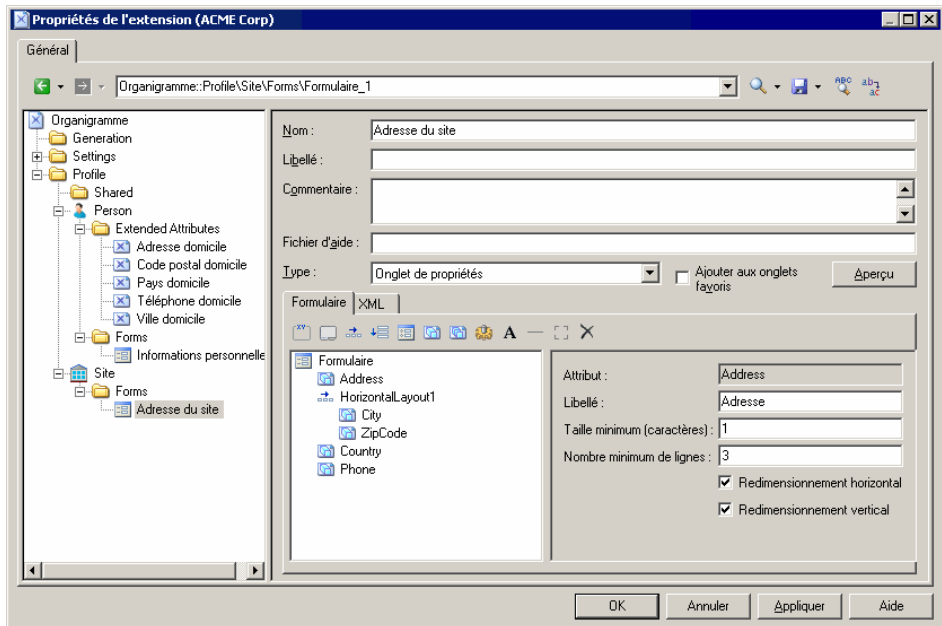 Propriétés de l'extension (ACME Corp)
Général
Organigramme::Profile\Site\Forms\Formulaire_1
Organigramme
Generation
Settings
Profile
Shared
Person
Extended Attributes
Adresse domicile
Code postal domicile
Pays domicile
Téléphone domicile
Ville domicile
Forms
Informations personnelle
Site
Forms
Adresse du site
Nom : Adresse du site
Libellé :
Commentaire :
Fichier d'aide :
Type : Onglet de propriétés Ajouter aux onglets favoris Aperçu
Formulaire XML
Formulaire
Address
HorizontalLayout1
City
ZipCode
Country
Phone
Attribut : Address
Libellé : Adresse
Taille minimum (caractères) : 1
Nombre minimum de lignes : 3
Redimensionnement horizontal
Redimensionnement vertical
OK Annuler Appliquer Aide